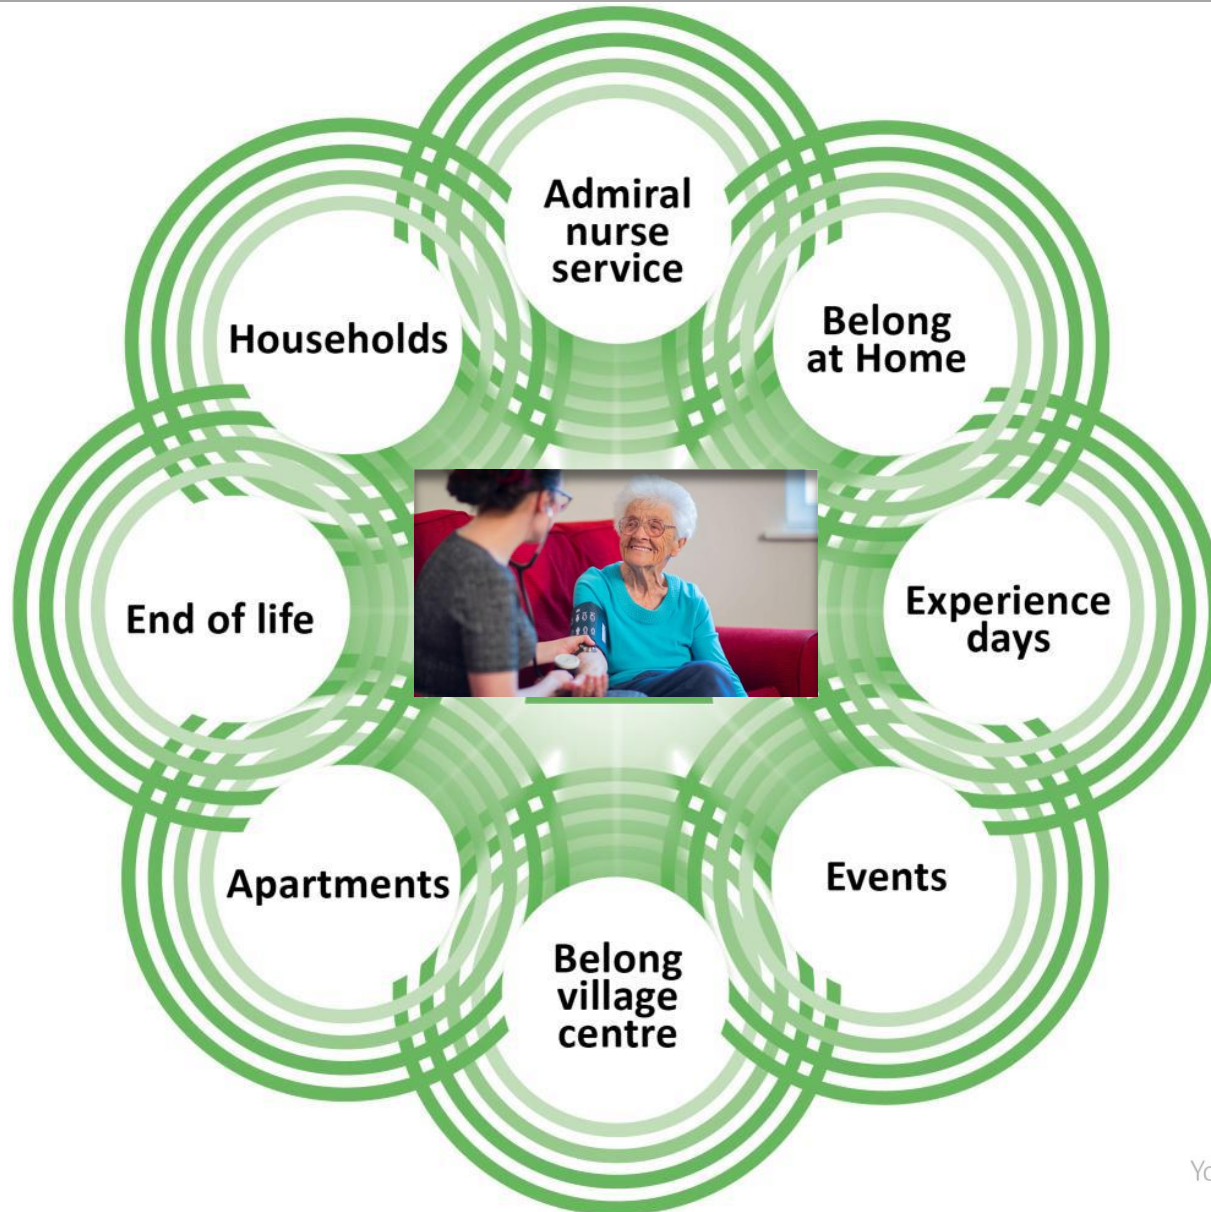 Admiral
nurse
service
Belong
at Home
Experience
days
Events
Belong
village
centre
Apartments
End of life
Households